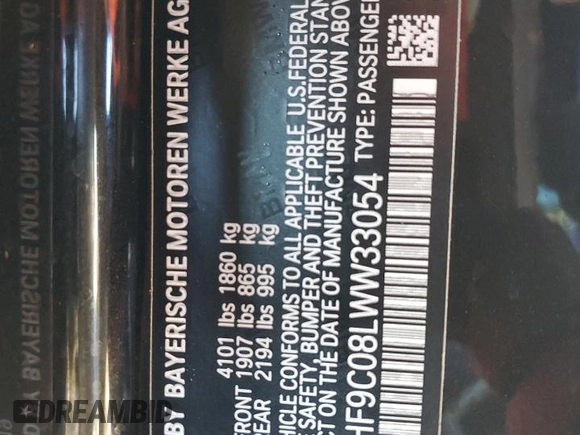 BY BAYERISCHE MOTOREN WERKE AG
4101 lbs 1860 kg
FRONT 1907 lbs 865 kg
REAR 2194 lbs 995 kg
VEHICLE CONFORMS TO ALL APPLICABLE U.S.FEDERAL
SAFETY, BUMPER AND THEFT PREVENTION STAN
ON THE DATE OF MANUFACTURE SHOWN ABOV
HF9C08LWW33054 TYPE: PASSENGER
DREAMBID